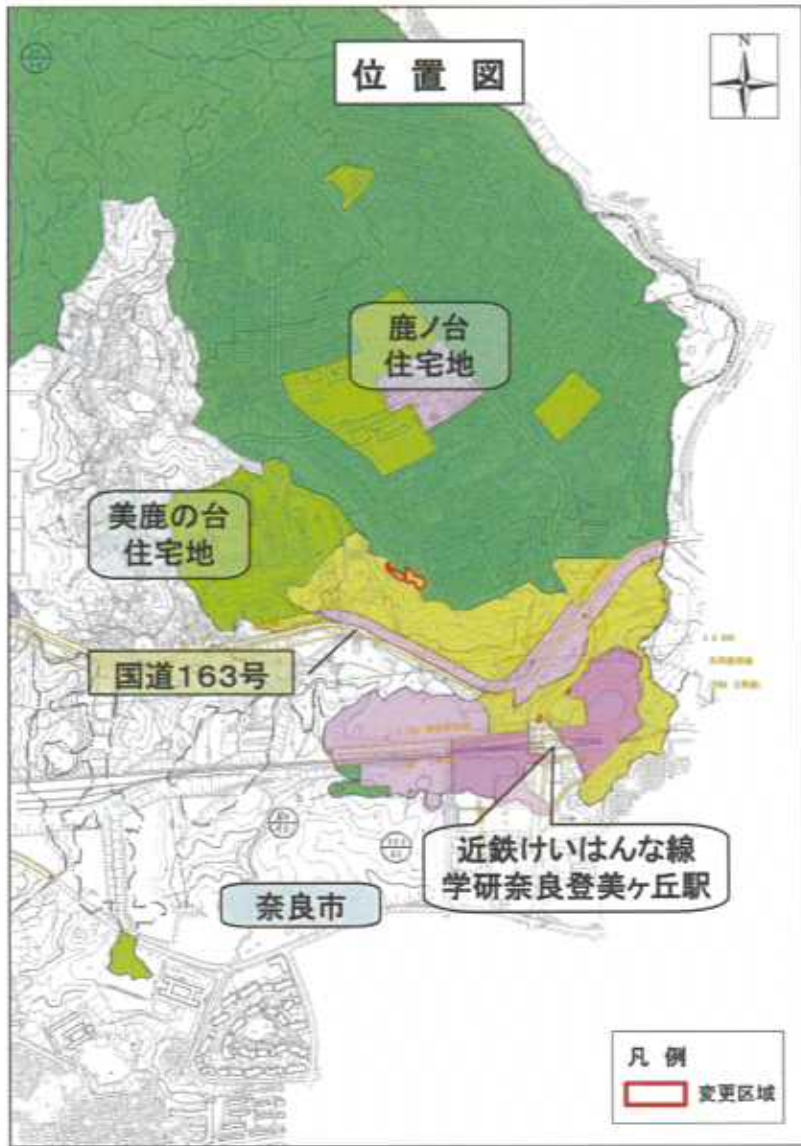 位置図
N
鹿ノ台
住宅地
美鹿の台
住宅地
国道163号
近鉄けいはんな線
学研奈良登美ヶ丘駅
奈良市
凡例
変更区域